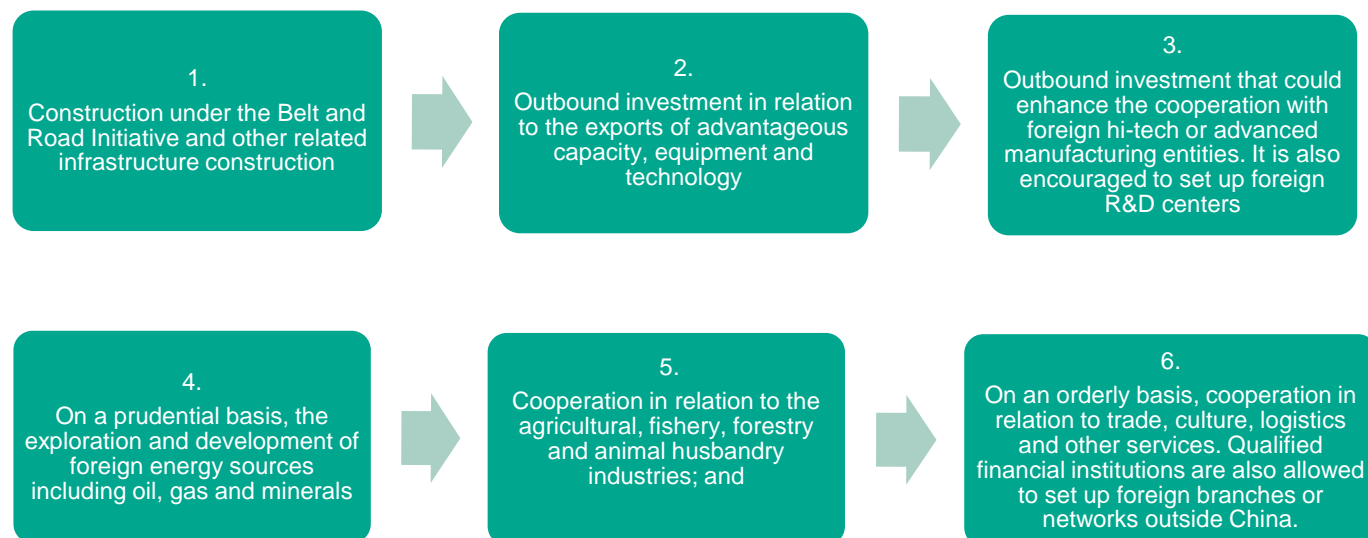 1.
Construction under the Belt and
Road Initiative and other related
infrastructure construction
2.
Outbound investment in relation
to the exports of advantageous
capacity, equipment and
technology
3.
Outbound investment that could
enhance the cooperation with
foreign hi-tech or advanced
manufacturing entities. It is also
encouraged to set up foreign
R&D centers
4.
On a prudential basis, the
exploration and development of
foreign energy sources
including oil, gas and minerals
5.
Cooperation in relation to the
agricultural, fishery, forestry
and animal husbandry
industries; and
6.
On an orderly basis, cooperation in
relation to trade, culture, logistics
and other services. Qualified
financial institutions are also allowed
to set up foreign branches or
networks outside China.